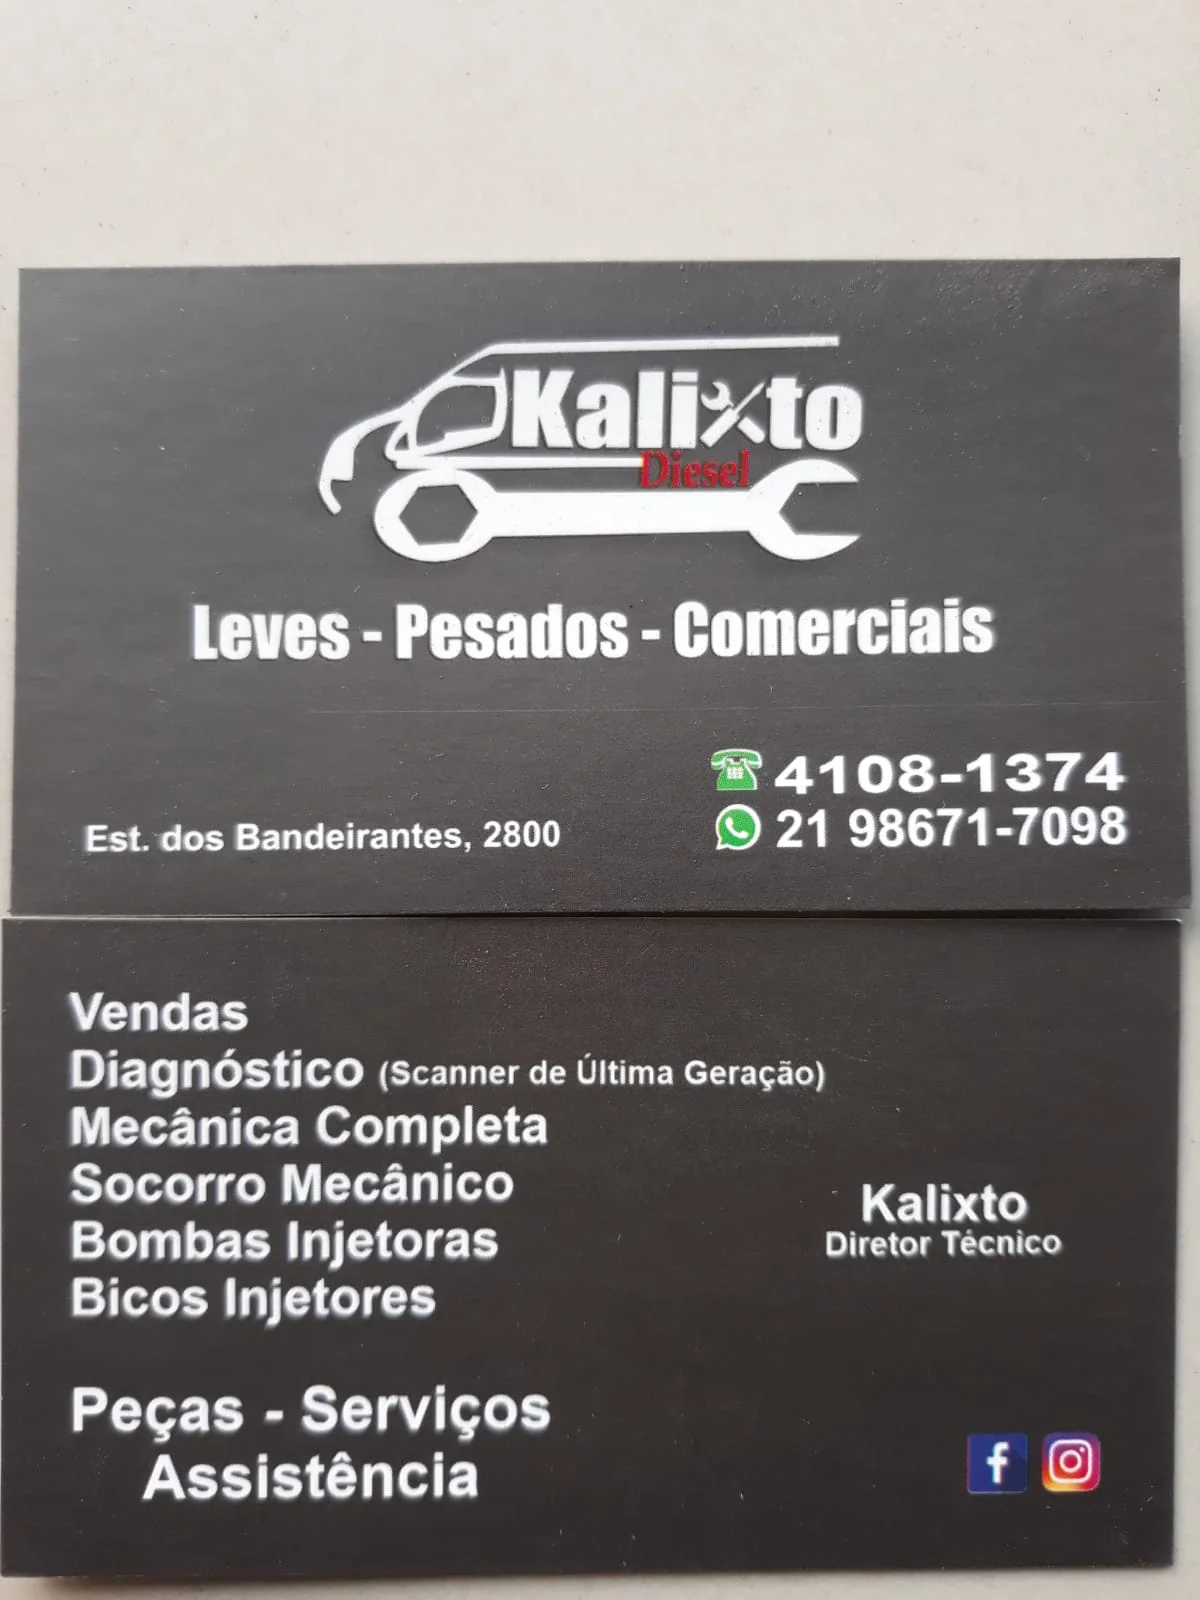 Kalixto
Diesel
Leves - Pesados - Comerciais
4108-1374
Est. dos Bandeirantes, 2800
21 98671-7098
Vendas
Diagnóstico (Scanner de Última Geração)
Mecânica Completa
Socorro Mecânico
Bombas Injetoras
Bicos Injetores
Kalixto
Diretor Técnico
Peças - Serviços
Assistência